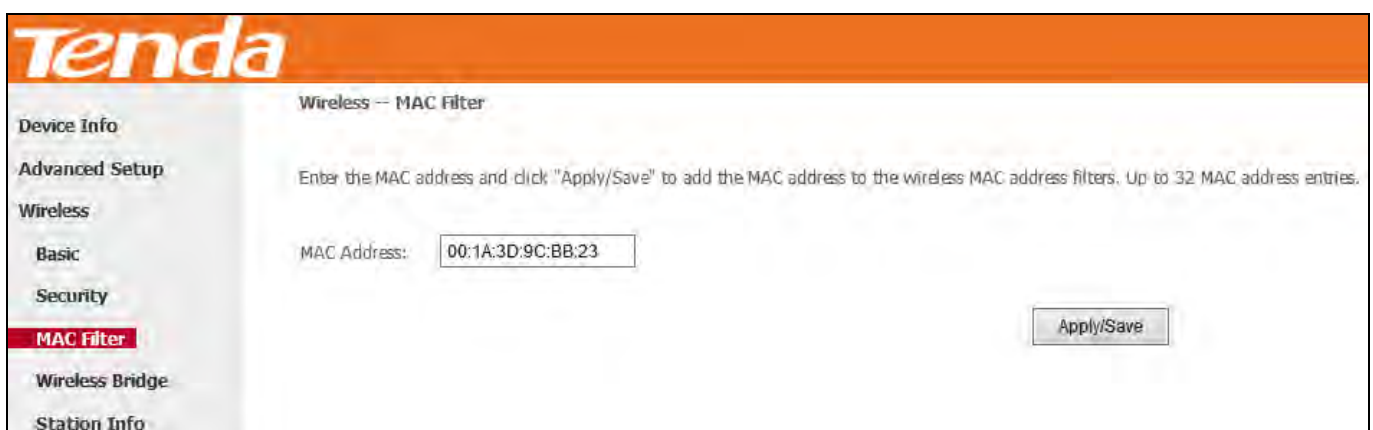 Tenda
Wireless -- MAC Filter
Device Info
Advanced Setup
Enter the MAC address and click "Apply/Save" to add the MAC address to the wireless MAC address filters. Up to 32 MAC address entries.
Wireless
Basic
MAC Address: 00:1A:3D:9C:BB:23
Security
Apply/Save
MAC Filter
Wireless Bridge
Station Info